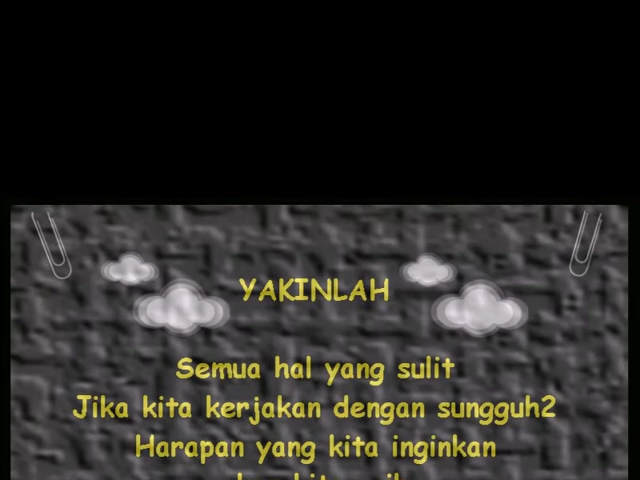 YAKINLAH
Semua hal yang sulit
Jika kita kerjakan dengan sungguh2
Harapan yang kita inginkan